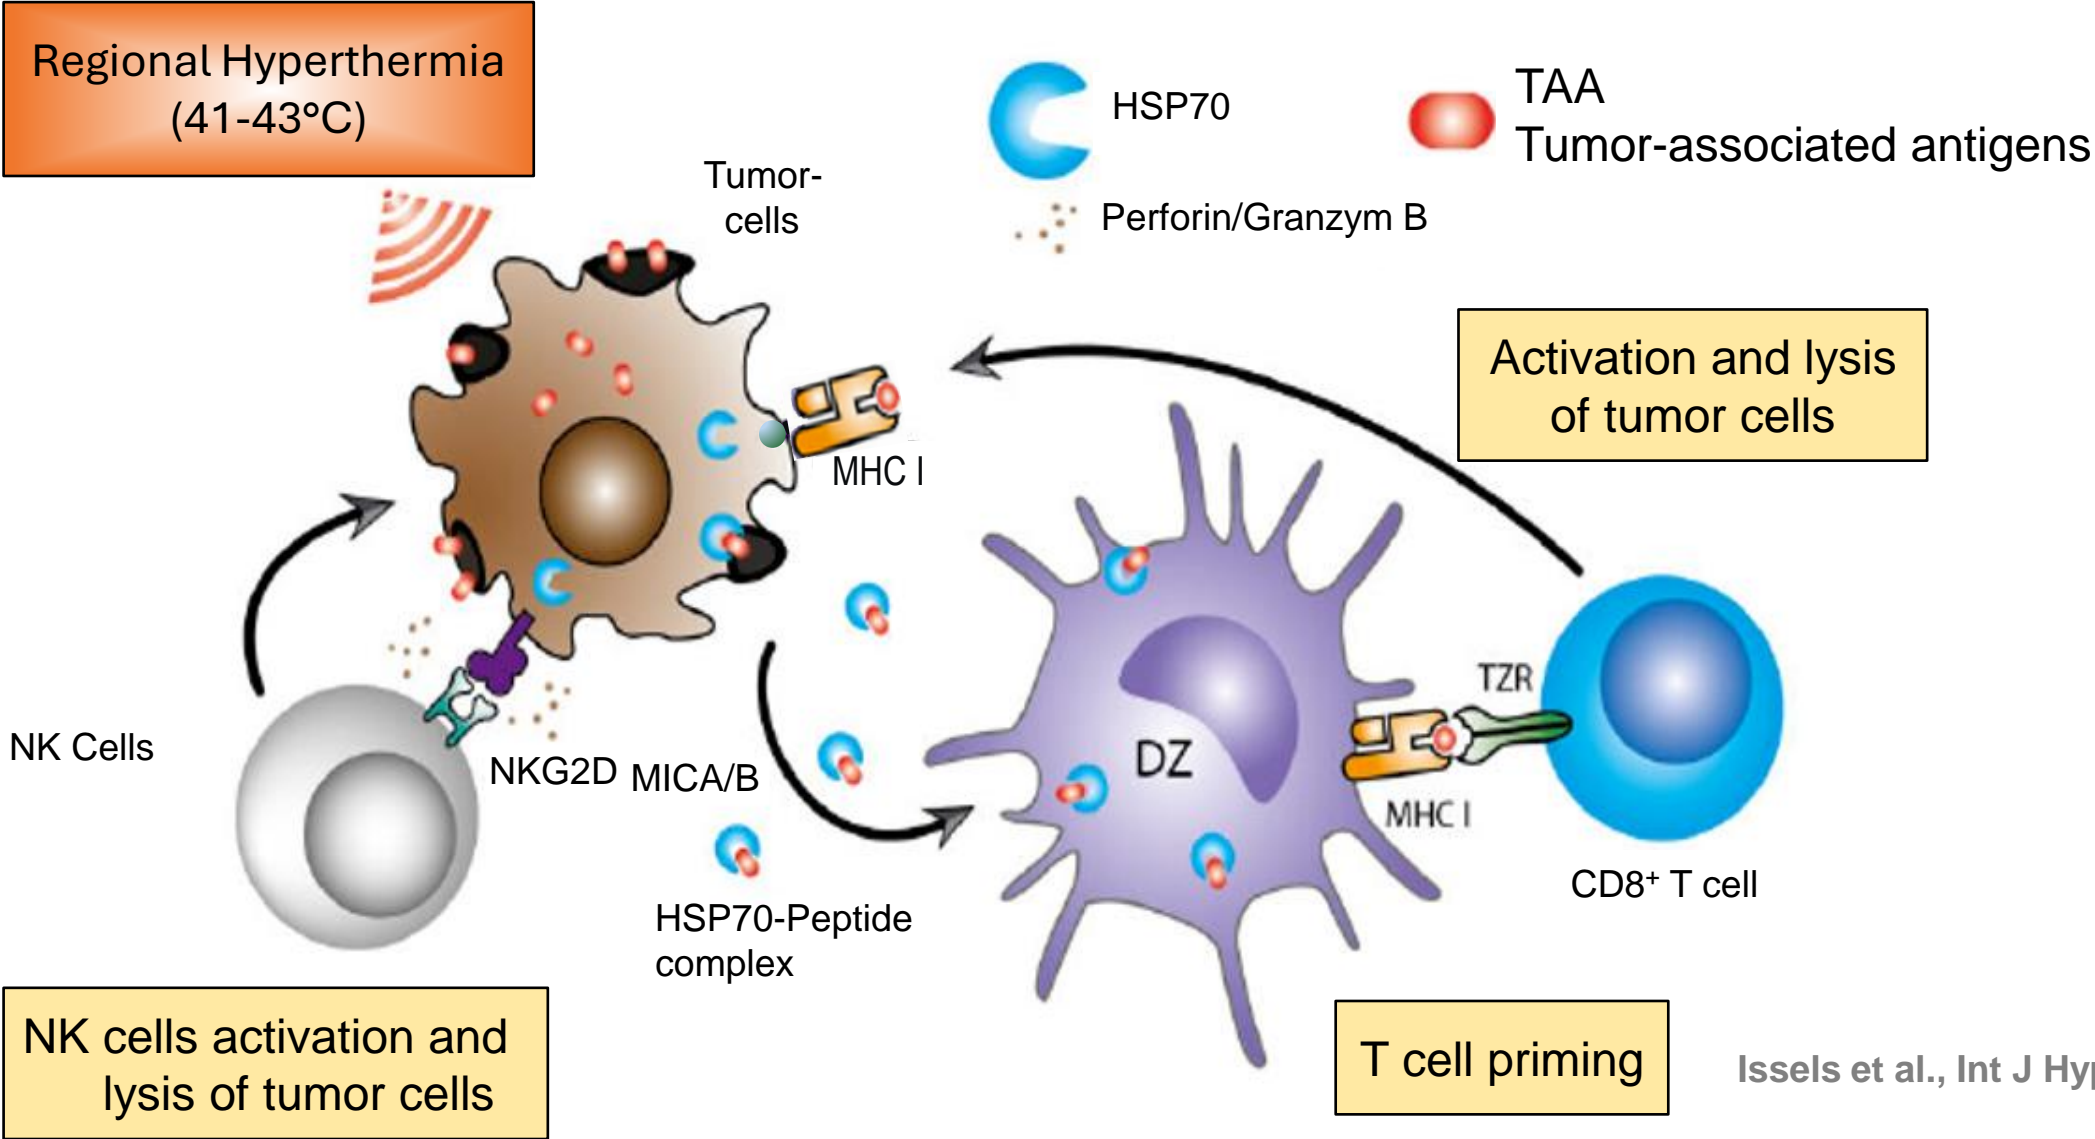 Regional Hyperthermia
(41-43°C)
HSP70
TAA
Tumor-associated antigens
Perforin/Granzym B
Tumor-
cells
Activation and lysis
of tumor cells
MHC I
TZR
NK Cells
NKG2D
MICA/B
DZ
MHC I
CD8⁺ T cell
HSP70-Peptide
complex
NK cells activation and
lysis of tumor cells
T cell priming
Issels et al., Int J Hyp